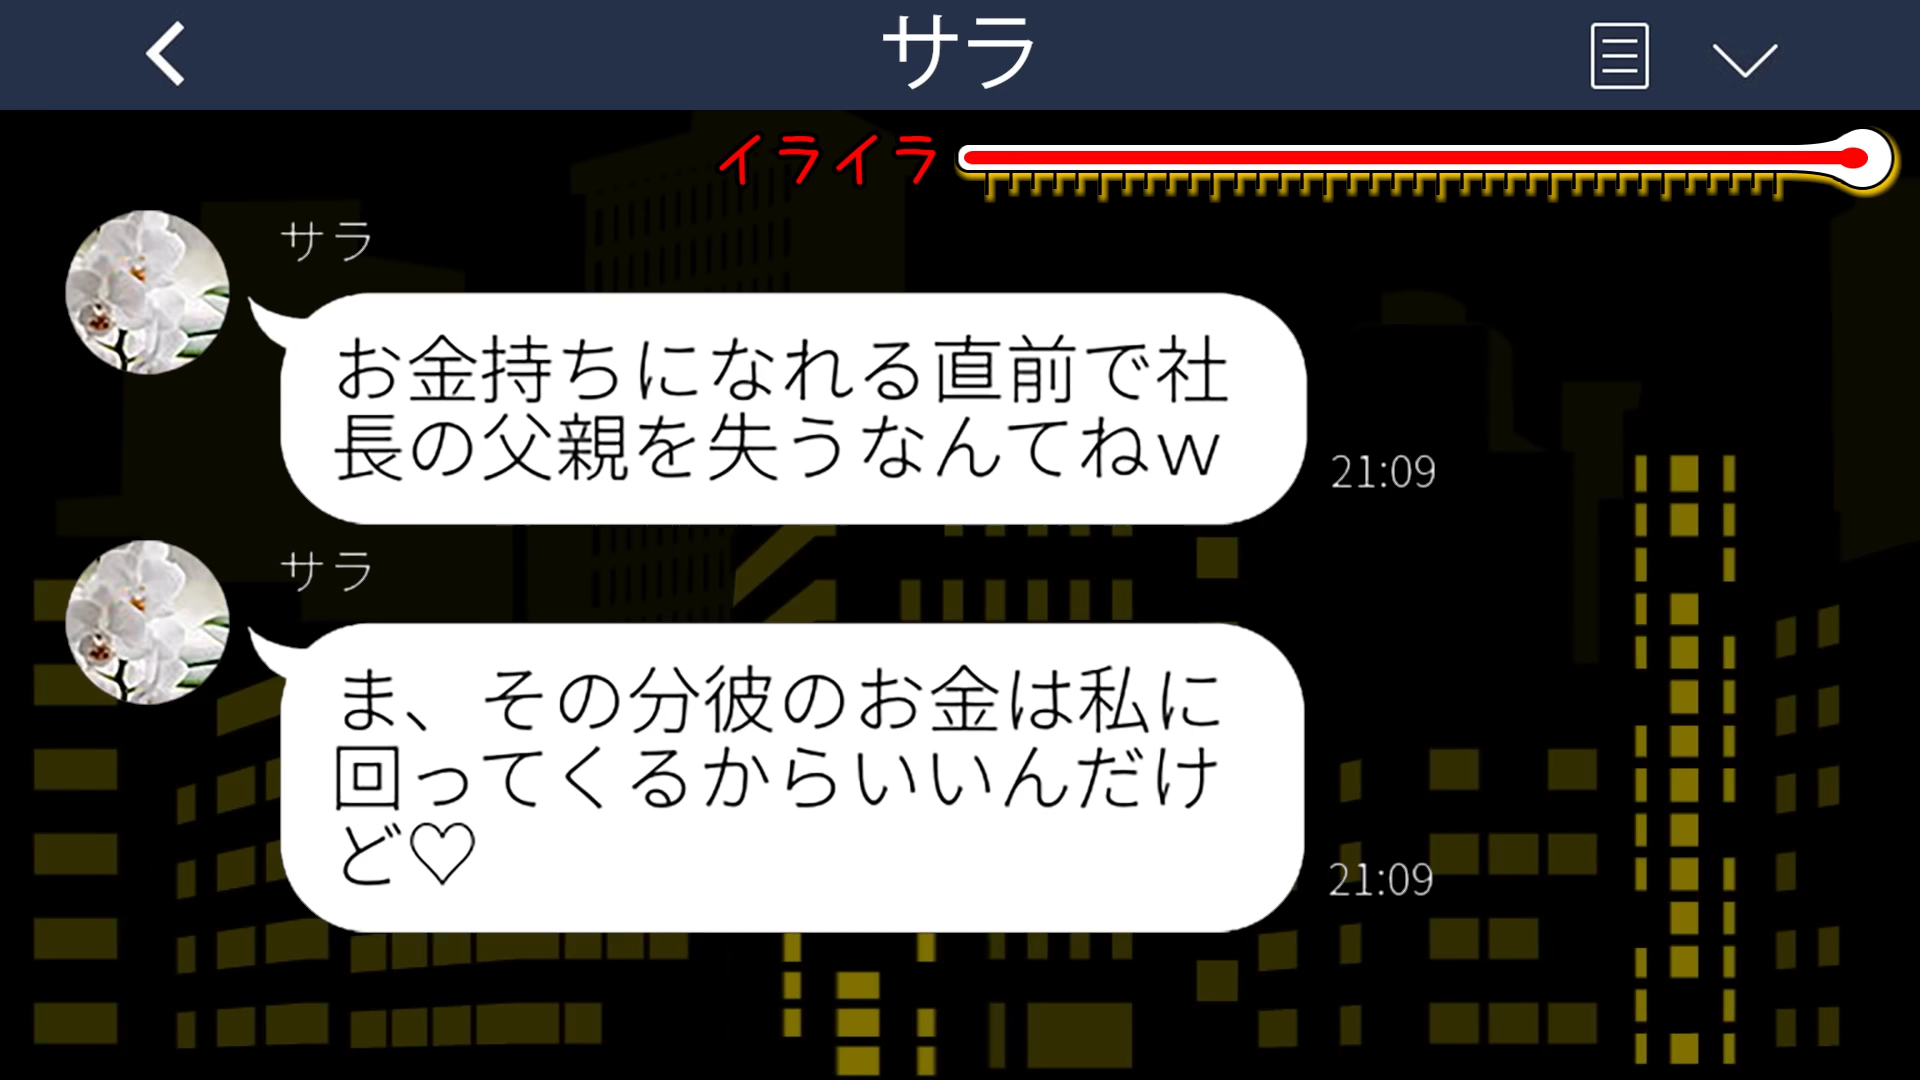 サラ
イライラ
サラ
お金持ちになれる直前で社
長の父親を失うなんてねｗ
21:09
サラ
ま、その分彼のお金は私に
回ってくるからいいんだけ
ど♡
21:09